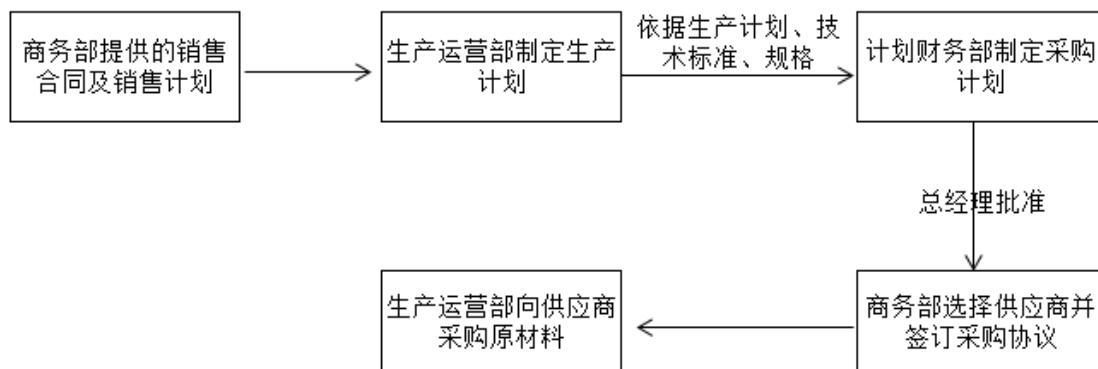 商务部提供的销售
合同及销售计划
生产运营部制定生产
计划
依据生产计划、技
术标准、规格
计划财务部制定采购
计划
总经理批准
商务部选择供应商并
签订采购协议
生产运营部向供应商
采购原材料